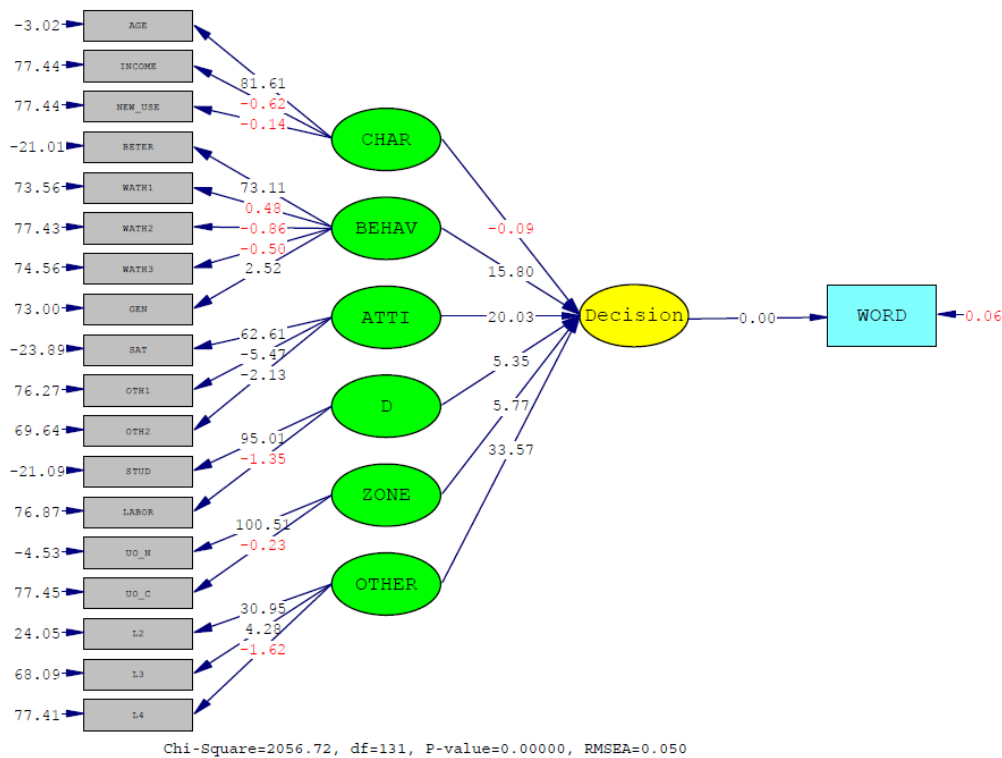 -3.02 AGE
77.44 INCOME
81.61
-0.62
77.44 NEW_USE
-0.14
CHAR
-21.01 BETER
73.56 WATH1
73.11
0.48
77.43 WATH2
-0.86
BEHAV
-0.09
-0.50
74.56 WATH3
2.52
15.80
73.00 GEN
ATTI
20.03
Decision
0.00
WORD
0.06
-23.89 SAT
62.61
-5.47
-2.13
76.27 OTH1
5.35
69.64 OTH2
D
5.77
-21.09 STUD
95.01
-1.35
33.57
76.87 LABOR
ZONE
-4.53 UO_N
100.51
-0.23
77.45 UO_C
OTHER
24.05 L2
30.95
4.28
-1.62
68.09 L3
77.41 L4
Chi-Square=2056.72, df=131, P-value=0.00000, RMSEA=0.050